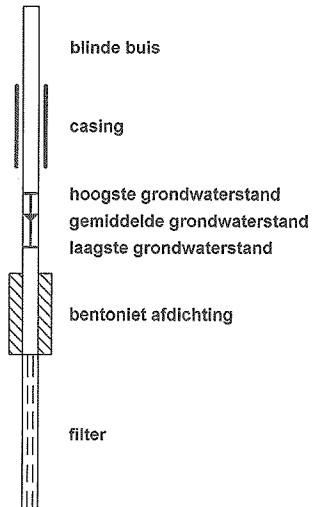 blinde buis
casing
hoogste grondwaterstand
gemiddelde grondwaterstand
laagste grondwaterstand
bentoniet afdichting
filter